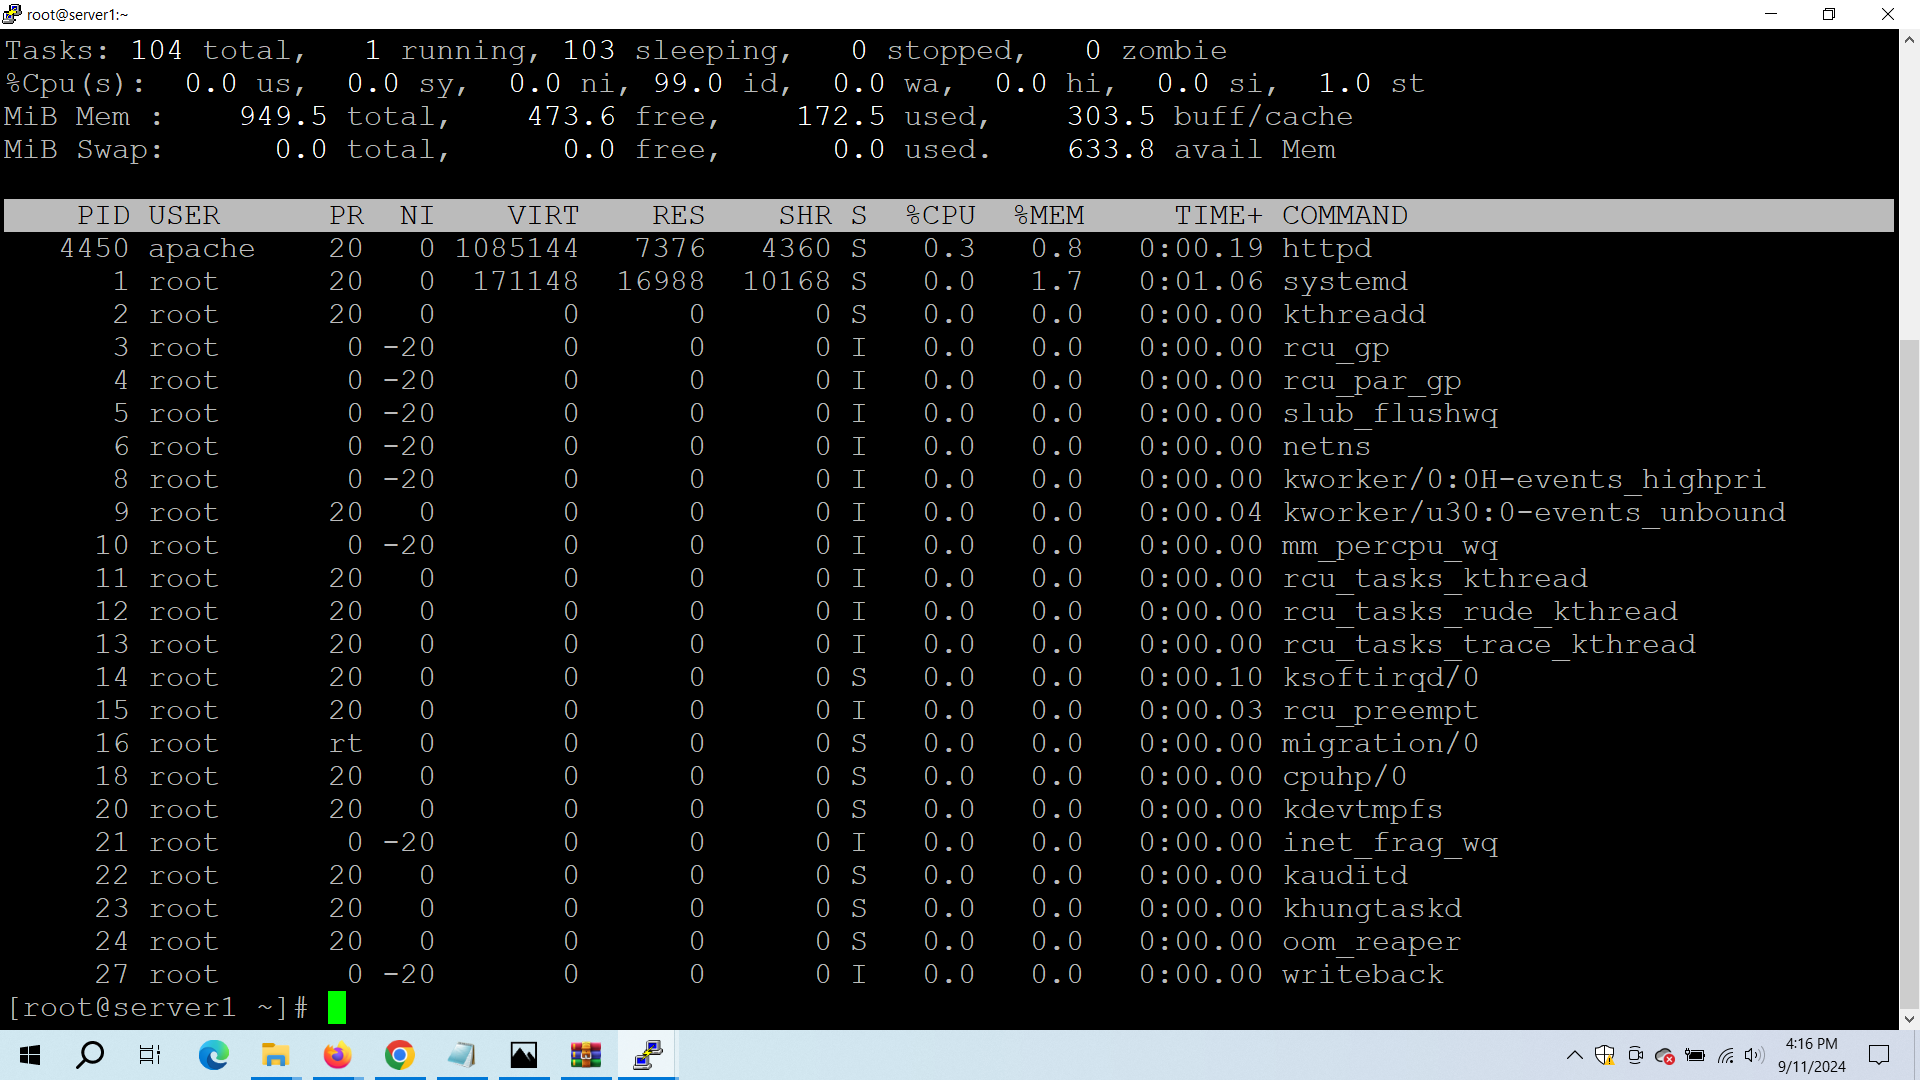 root@server1:~
Tasks: 104 total,   1 running, 103 sleeping,   0 stopped,   0 zombie
%Cpu(s):  0.0 us,  0.0 sy,  0.0 ni, 99.0 id,  0.0 wa,  0.0 hi,  0.0 si,  1.0 st
MiB Mem :    949.5 total,    473.6 free,    172.5 used,    303.5 buff/cache
MiB Swap:      0.0 total,      0.0 free,      0.0 used.    633.8 avail Mem
PID USER      PR  NI    VIRT    RES    SHR S  %CPU  %MEM     TIME+ COMMAND
4450 apache    20   0 1085144   7376   4360 S   0.3   0.8   0:00.19 httpd
1 root      20   0  171148  16988  10168 S   0.0   1.7   0:01.06 systemd
2 root      20   0       0      0      0 S   0.0   0.0   0:00.00 kthreadd
3 root       0 -20       0      0      0 I   0.0   0.0   0:00.00 rcu_gp
4 root       0 -20       0      0      0 I   0.0   0.0   0:00.00 rcu_par_gp
5 root       0 -20       0      0      0 I   0.0   0.0   0:00.00 slub_flushwq
6 root       0 -20       0      0      0 I   0.0   0.0   0:00.00 netns
8 root       0 -20       0      0      0 I   0.0   0.0   0:00.00 kworker/0:0H-events_highpri
9 root      20   0       0      0      0 I   0.0   0.0   0:00.04 kworker/u30:0-events_unbound
10 root       0 -20       0      0      0 I   0.0   0.0   0:00.00 mm_percpu_wq
11 root      20   0       0      0      0 I   0.0   0.0   0:00.00 rcu_tasks_kthread
12 root      20   0       0      0      0 I   0.0   0.0   0:00.00 rcu_tasks_rude_kthread
13 root      20   0       0      0      0 I   0.0   0.0   0:00.00 rcu_tasks_trace_kthread
14 root      20   0       0      0      0 S   0.0   0.0   0:00.10 ksoftirqd/0
15 root      20   0       0      0      0 I   0.0   0.0   0:00.03 rcu_preempt
16 root      rt   0       0      0      0 S   0.0   0.0   0:00.00 migration/0
18 root      20   0       0      0      0 S   0.0   0.0   0:00.00 cpuhp/0
20 root      20   0       0      0      0 S   0.0   0.0   0:00.00 kdevtmpfs
21 root       0 -20       0      0      0 I   0.0   0.0   0:00.00 inet_frag_wq
22 root      20   0       0      0      0 S   0.0   0.0   0:00.00 kauditd
23 root      20   0       0      0      0 S   0.0   0.0   0:00.00 khungtaskd
24 root      20   0       0      0      0 S   0.0   0.0   0:00.00 oom_reaper
27 root       0 -20       0      0      0 I   0.0   0.0   0:00.00 writeback
[root@server1 ~]#
4:16 PM
9/11/2024